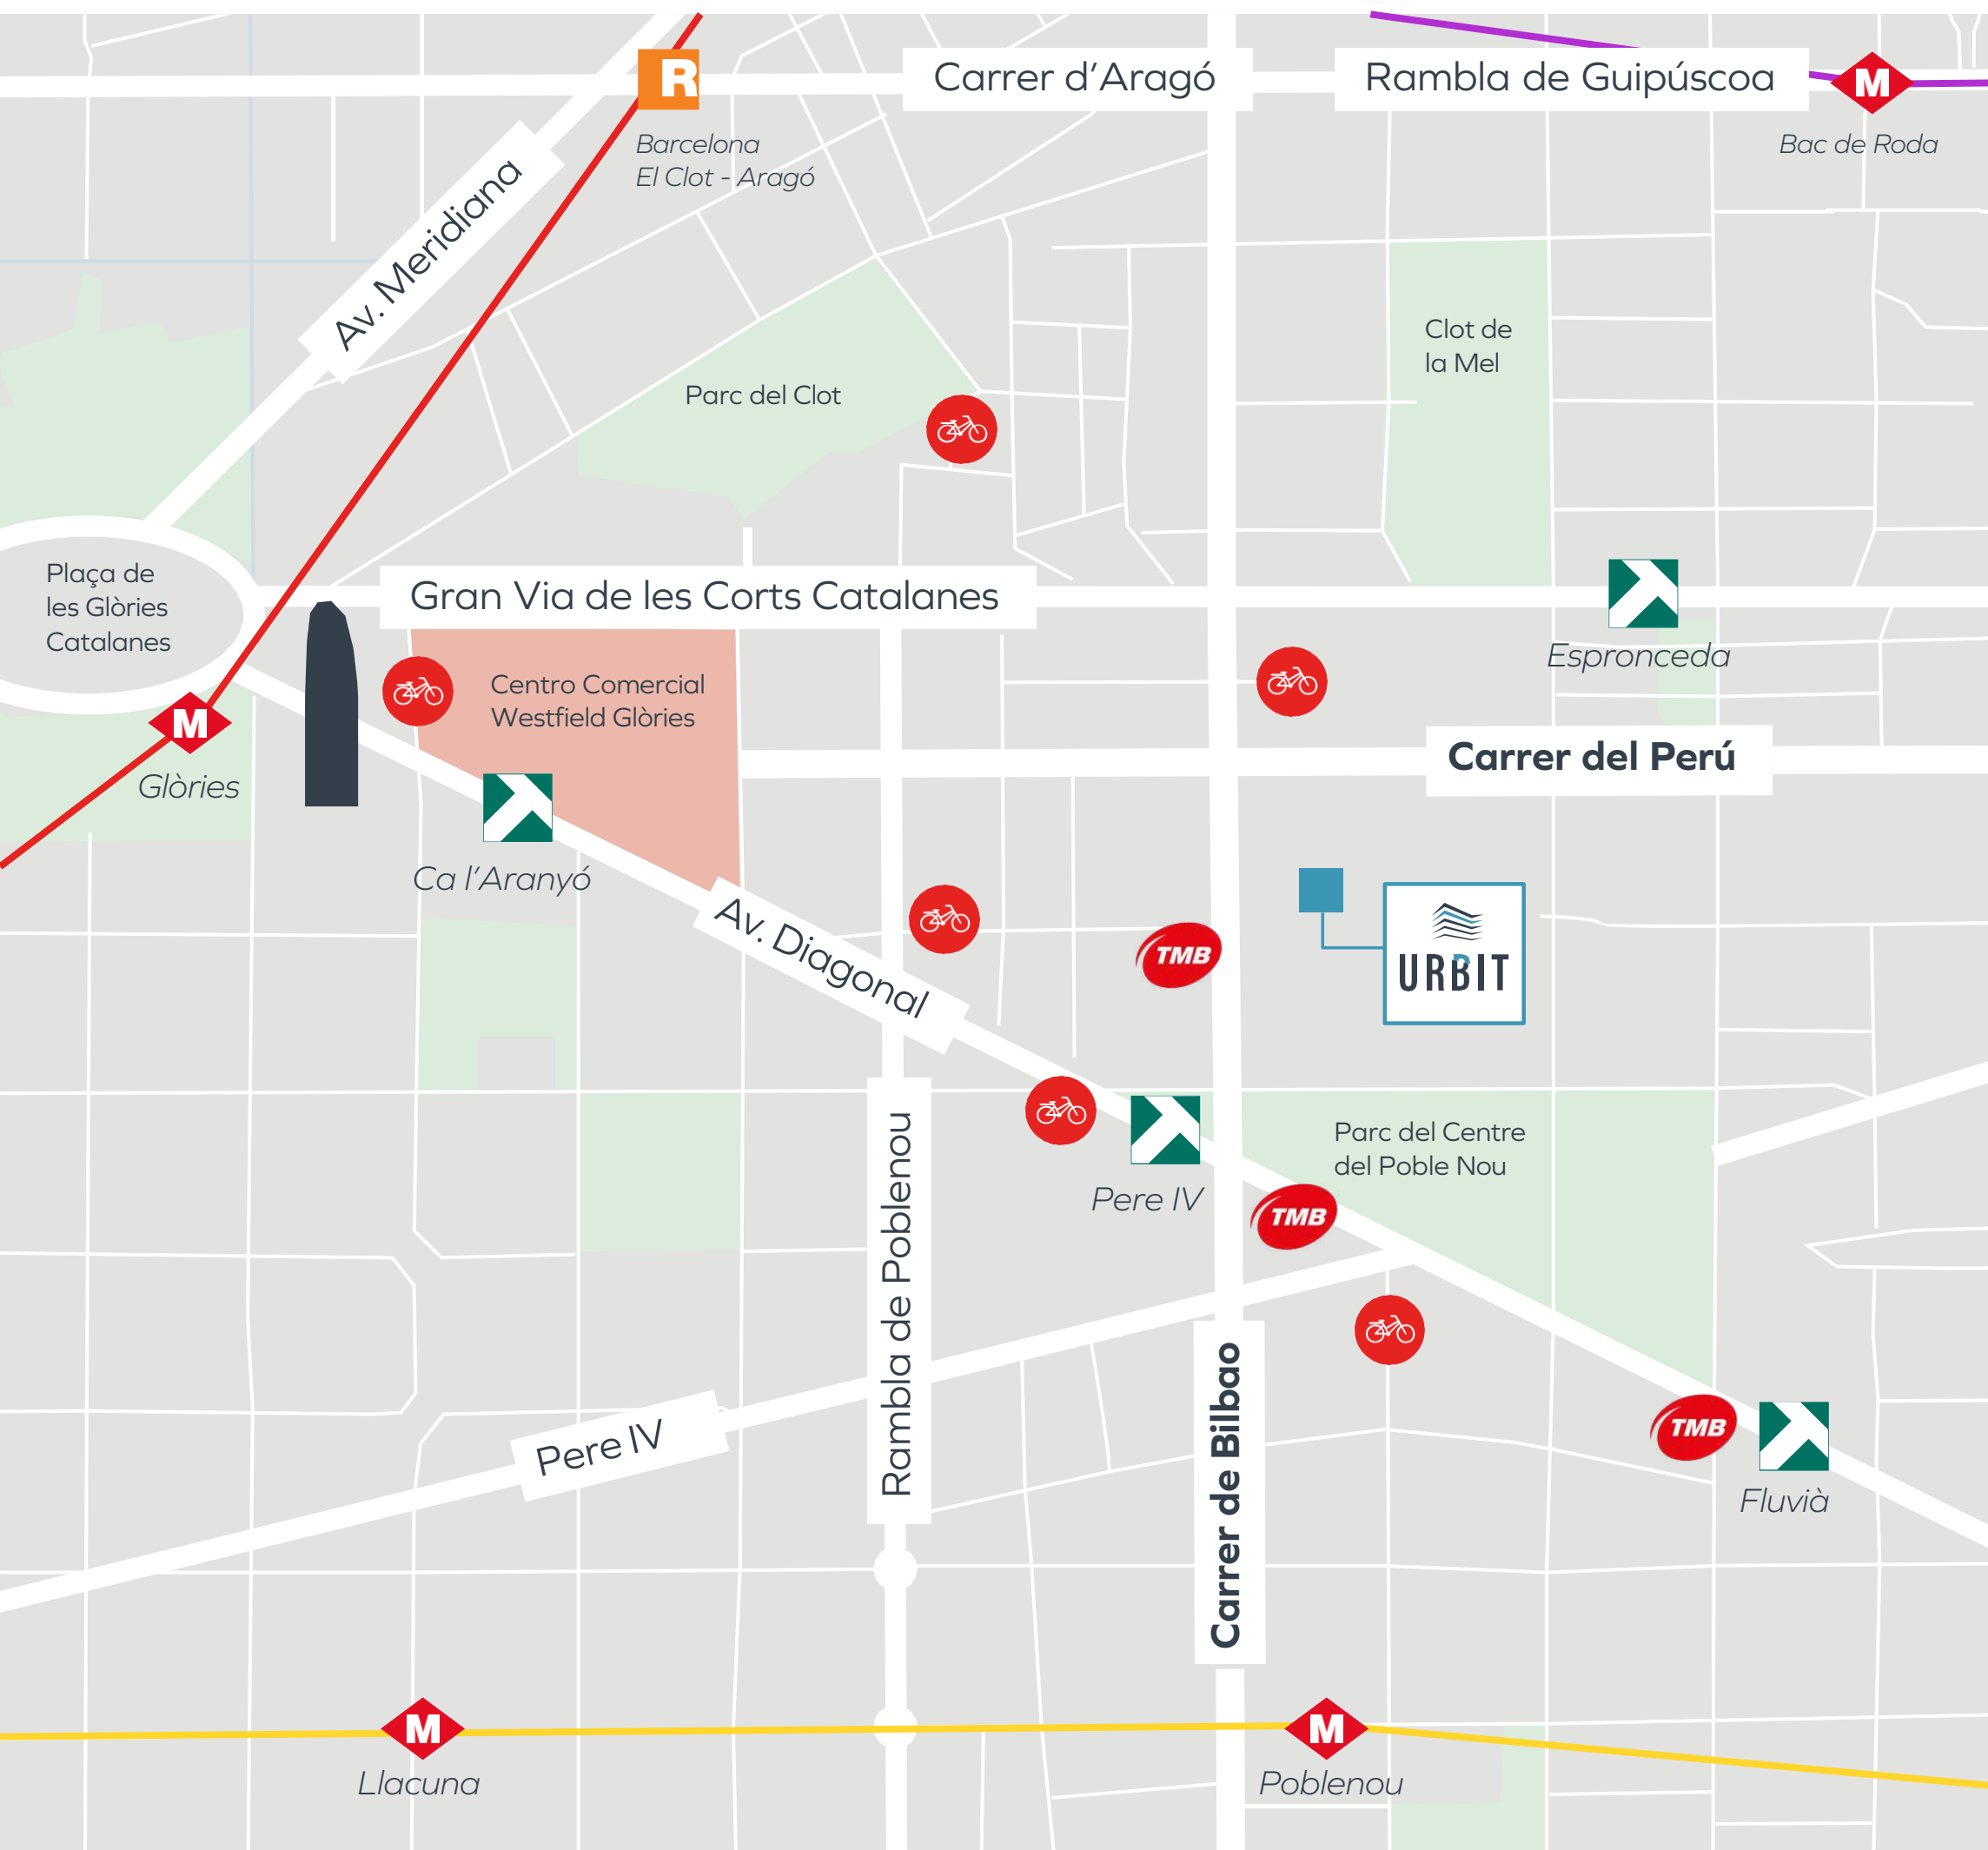 R
Carrer d’Aragó
Rambla de Guipúscoa
M
Barcelona
El Clot - Aragó
Bac de Roda
Av. Meridiana
Clot de
la Mel
Parc del Clot
Plaça de
les Glòries
Catalanes
Gran Via de les Corts Catalanes
Espronceda
Centro Comercial
Westfield Glòries
M
Glòries
Carrer del Perú
Ca l’Aranyó
Av. Diagonal
TMB
URBIT
Rambla de Poblenou
Parc del Centre
del Poble Nou
Pere IV
TMB
Carrer de Bilbao
Pere IV
TMB
Fluvià
M
Llacuna
M
Poblenou